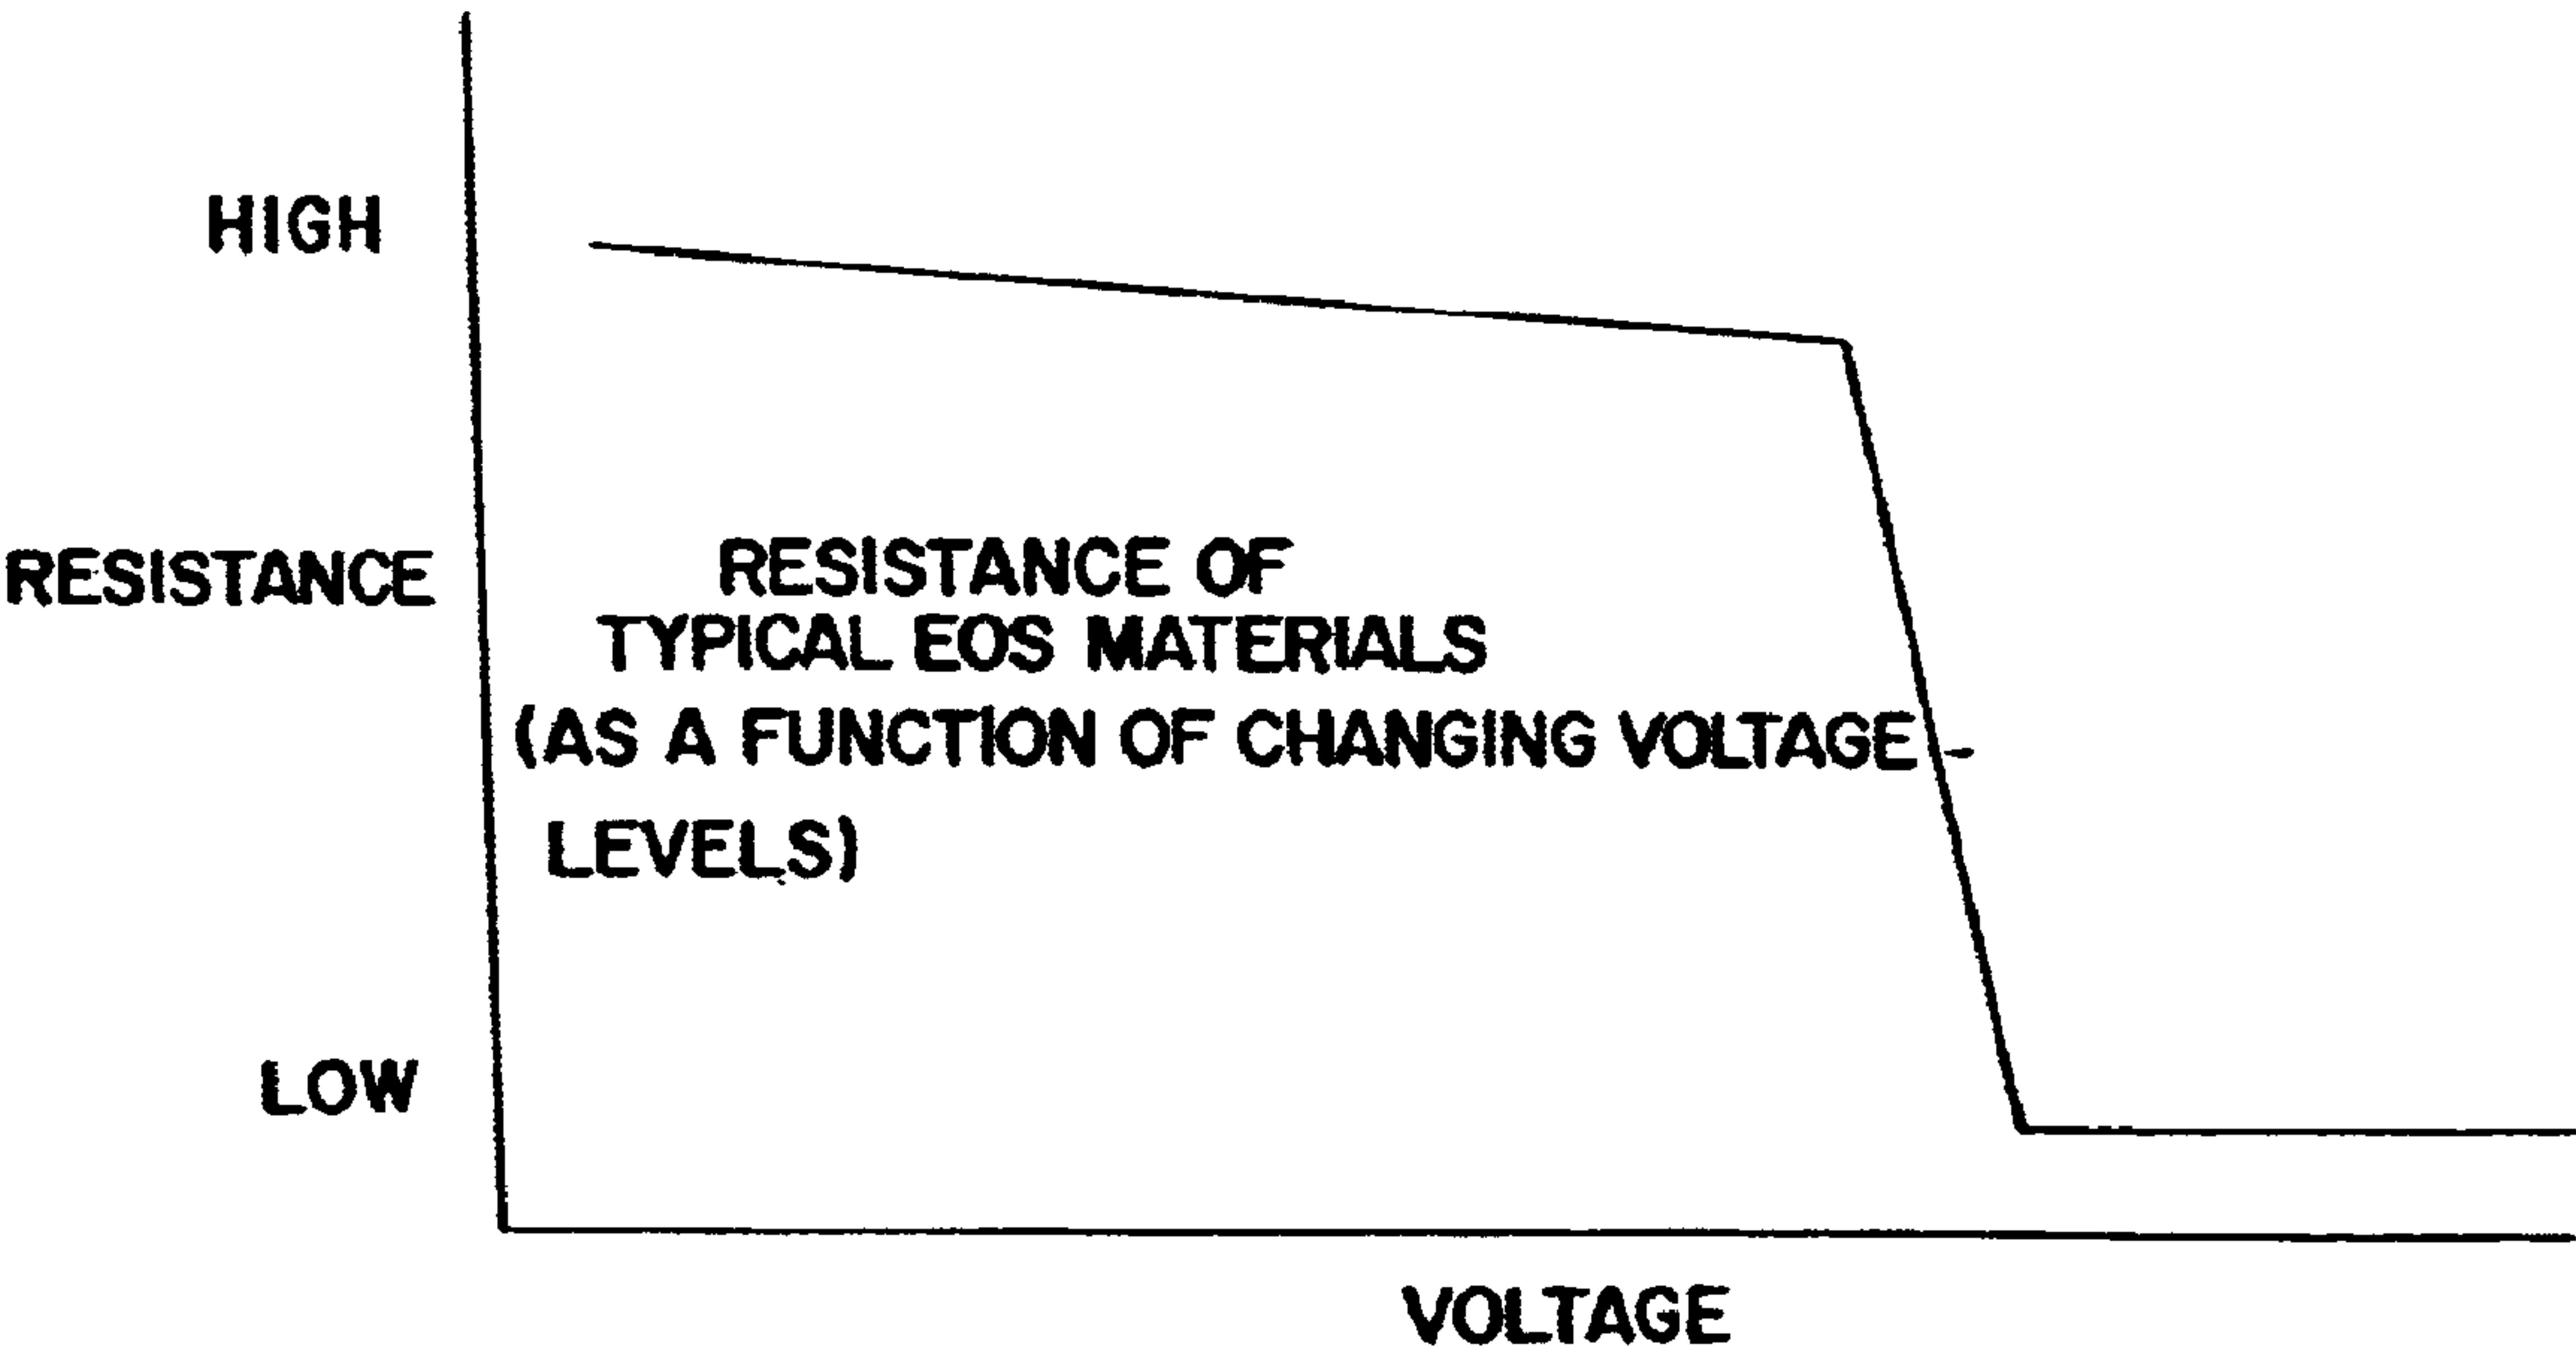 HIGH
RESISTANCE
RESISTANCE OF
TYPICAL EOS MATERIALS
(AS A FUNCTION OF CHANGING VOLTAGE -
LEVELS)
LOW
VOLTAGE